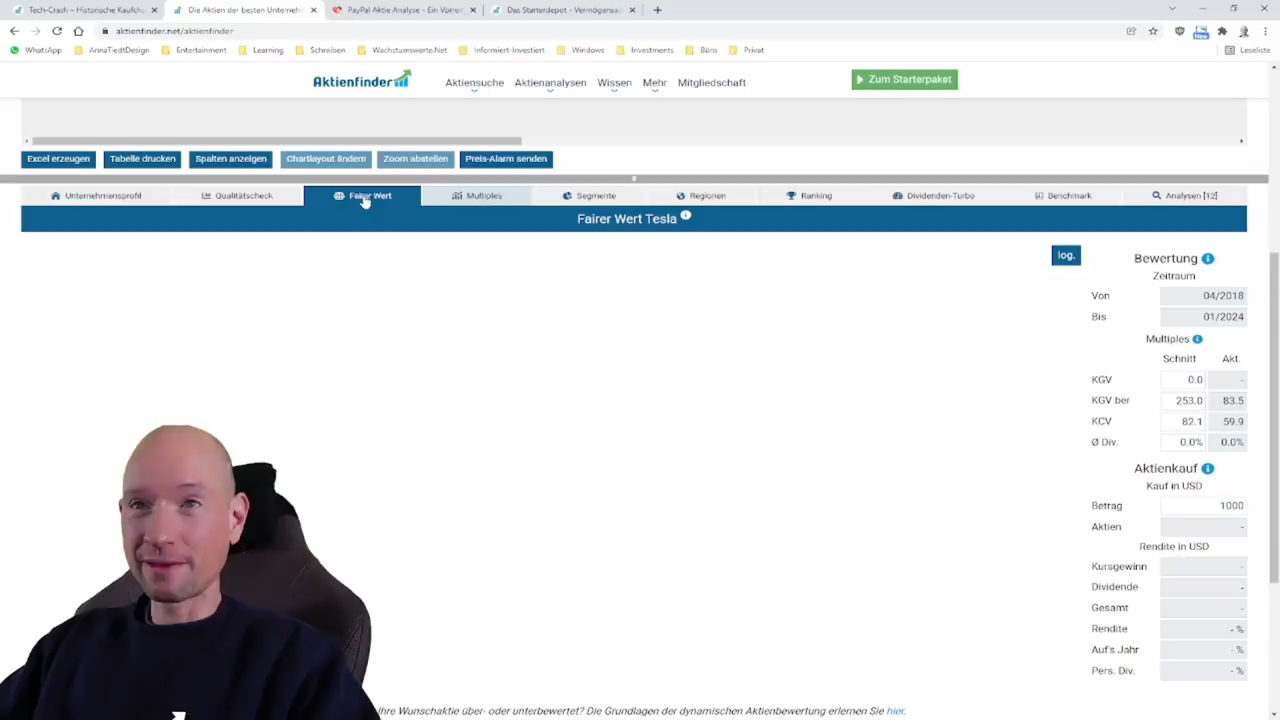 Tech-Crash – Historische Kaufcha
Die Aktien der besten Unterneh
PayPal Aktie Analyse - Ein Vorrei
Das Starterdepot - Vermögensau
aktienfinder.net/aktienfinder
New
WhatsApp AnnaTiedtDesign Entertainment Learning Schreiben Wachstumswerte.Net Informiert-Investiert Windows Investments Büro Privat Leseliste
Aktienfinder Aktiensuche Aktienanalysen Wissen Mehr Mitgliedschaft Zum Starterpaket
Excel erzeugen Tabelle drucken Spalten anzeigen Chartlayout ändern Zoom abstellen Preis-Alarm senden
Unternehmensprofil Qualitätscheck Fairer Wert Multiples Segmente Regionen Ranking Dividenden-Turbo Benchmark Analysen [12]
Fairer Wert Tesla
log.
Bewertung
Zeitraum
Von 04/2018
Bis 01/2024
Multiples
Schnitt Akt.
KGV 0.0 -
KGV ber 253.0 83.5
KCV 82.1 59.9
Ø Div. 0.0% 0.0%
Aktienkauf
Kauf in USD
Betrag 1000
Aktien -
Rendite in USD
Kursgewinn -
Dividende -
Gesamt -
Rendite - %
Auf's Jahr - %
Pers. Div. - %
Ihre Wunschaktie über- oder unterbewertet? Die Grundlagen der dynamischen Aktienbewertung erlernen Sie hier.